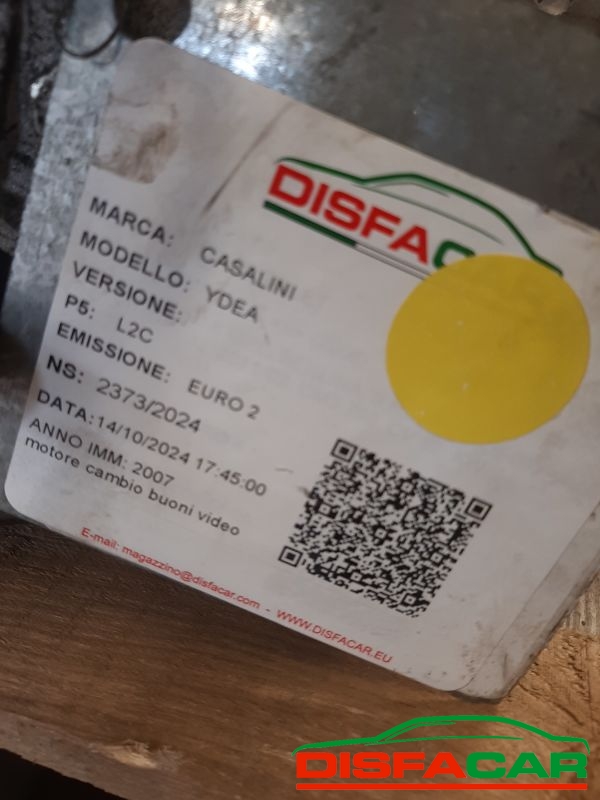 DISFACAR
MARCA: CASALINI
MODELLO: YDEA
VERSIONE:
P5: L2C
EMISSIONE: EURO 2
NS: 2373/2024
DATA:14/10/2024 17:45:00
ANNO IMM: 2007
motore cambio buoni video
E-mail: magazzino@disfacar.com - WWW.DISFACAR.EU
DISFACAR